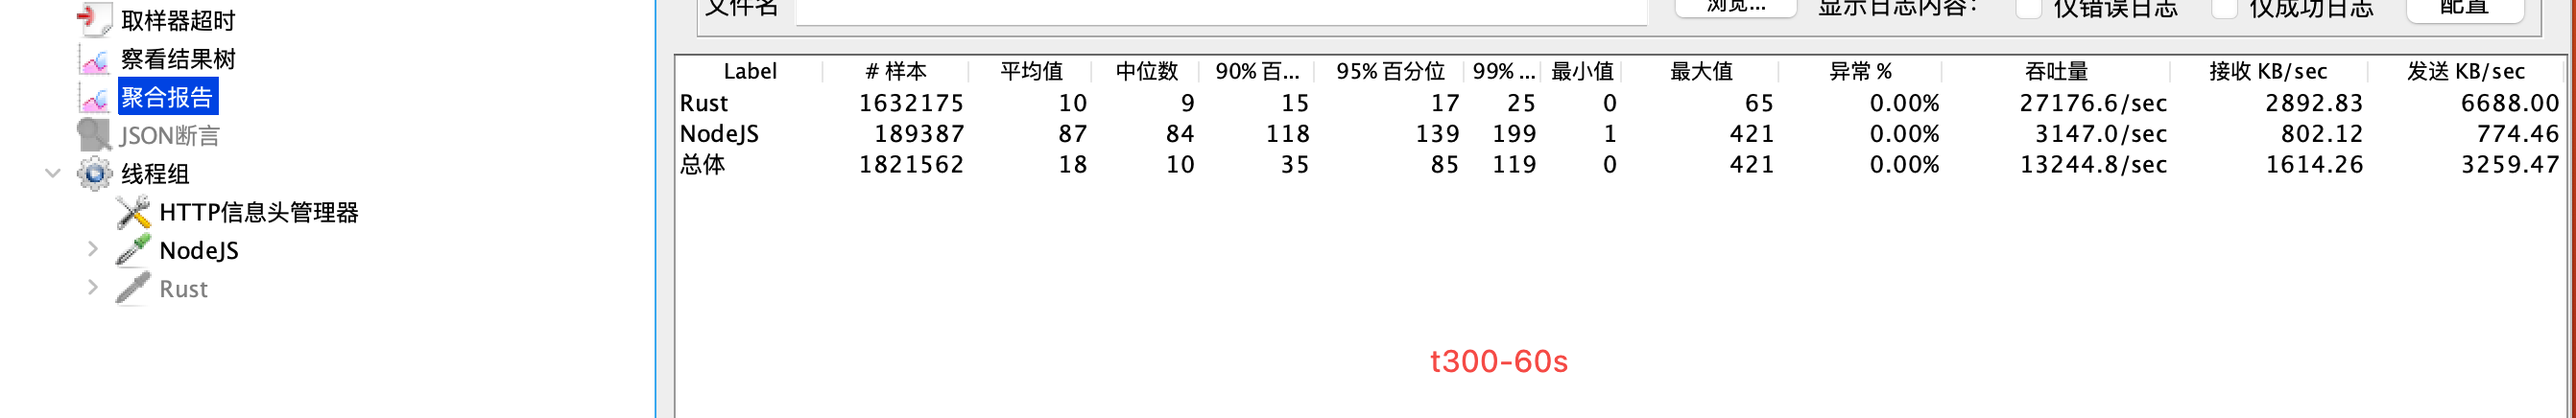 取样器超时
察看结果树
聚合报告
JSON断言
线程组
HTTP信息头管理器
NodeJS
Rust
文件名 浏览... 显示日志内容: 仅错误日志 仅成功日志 配置
Label # 样本 平均值 中位数 90% 百... 95% 百分位 99% ... 最小值 最大值 异常 % 吞吐量 接收 KB/sec 发送 KB/sec
Rust 1632175 10 9 15 17 25 0 65 0.00% 27176.6/sec 2892.83 6688.00
NodeJS 189387 87 84 118 139 199 1 421 0.00% 3147.0/sec 802.12 774.46
总体 1821562 18 10 35 85 119 0 421 0.00% 13244.8/sec 1614.26 3259.47
t300-60s